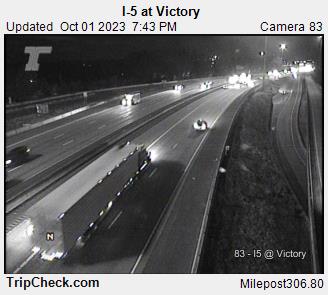 I-5 at Victory
Updated Oct 01 2023 7:43 PM Camera 83
T
N
83 - I5 @ Victory
TripCheck.com Milepost306.80